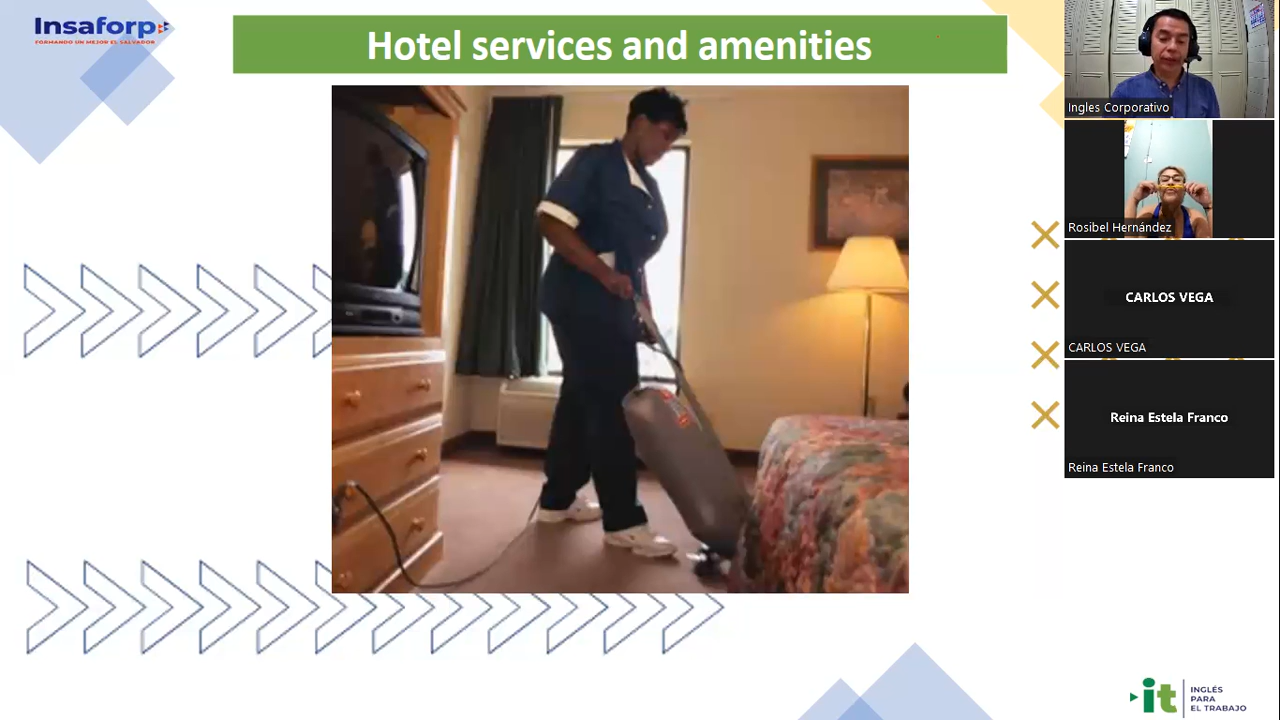 Insaforp
FORMANDO UN MEJOR EL SALVADOR
Hotel services and amenities
Ingles Corporativo
Rosibel Hernández
CARLOS VEGA
CARLOS VEGA
Reina Estela Franco
Reina Estela Franco
it
INGLÉS
PARA
EL TRABAJO